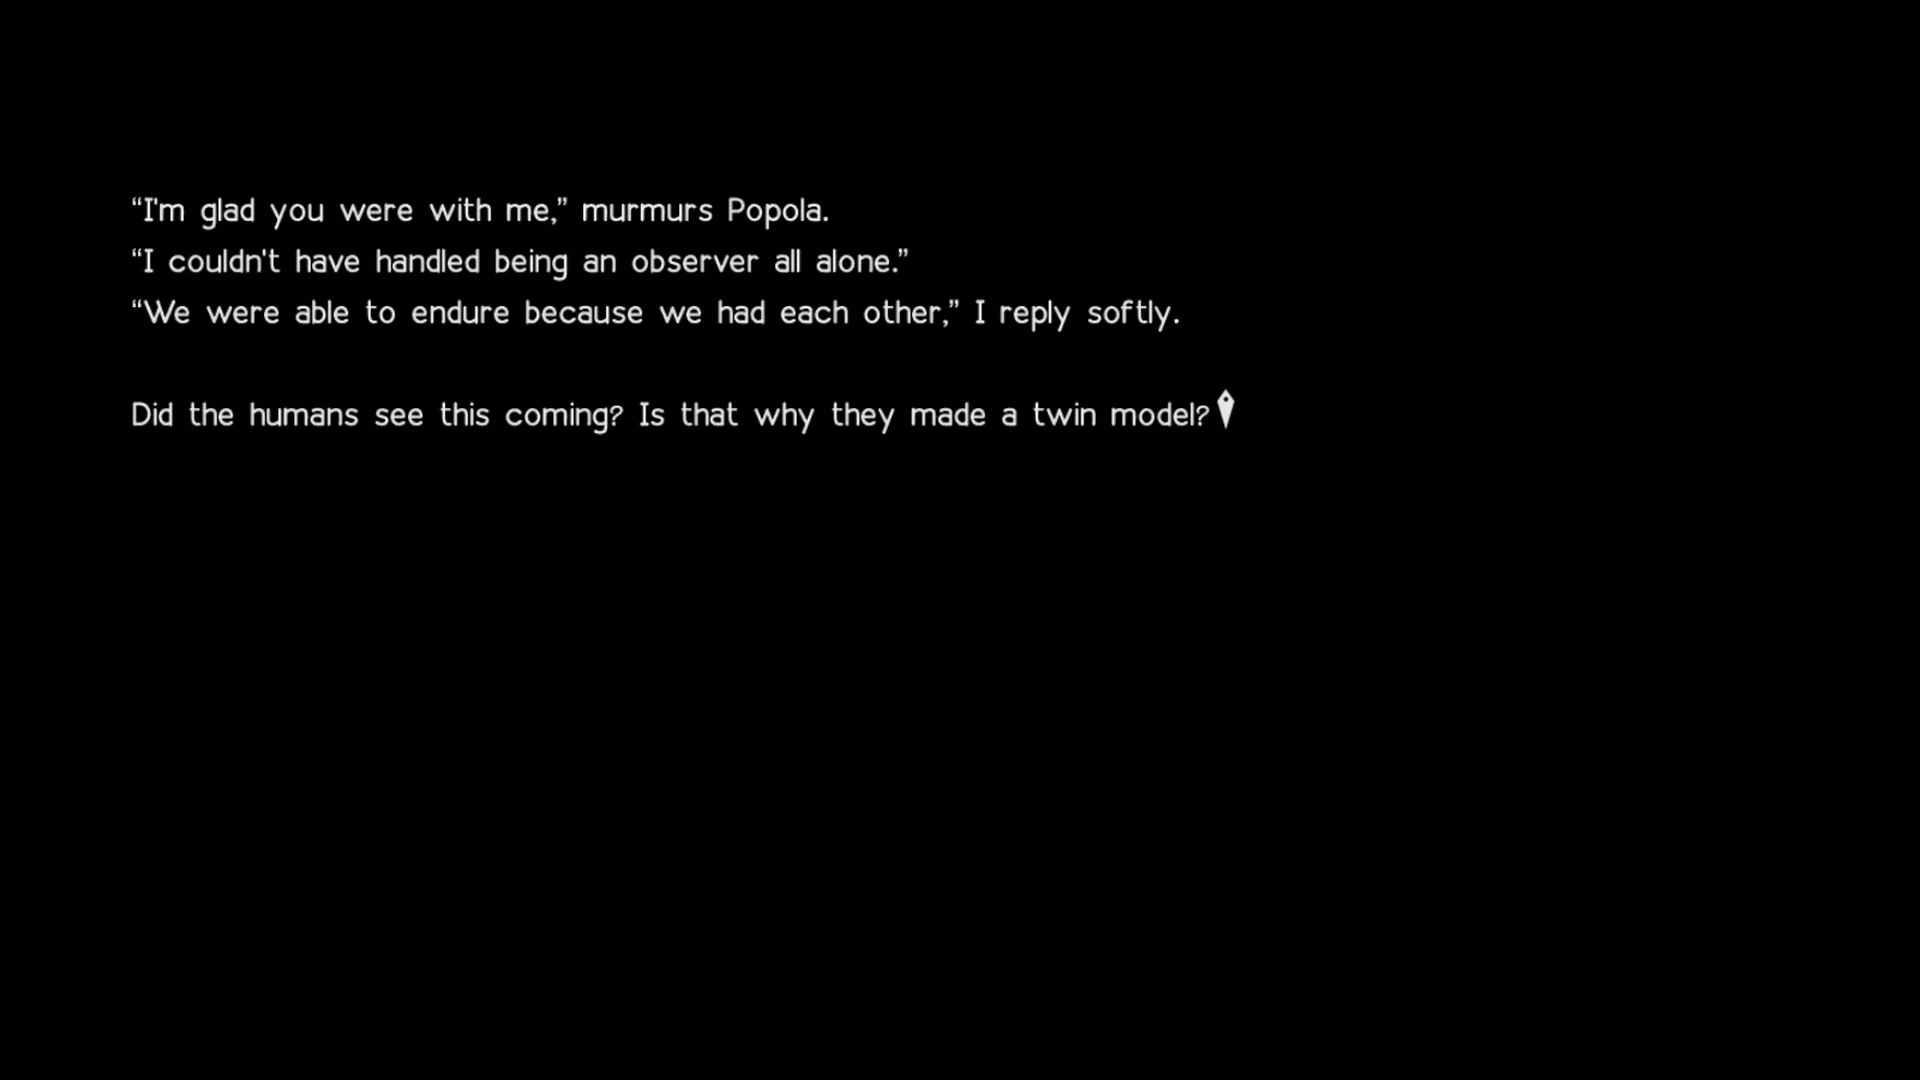 “I'm glad you were with me,” murmurs Popola.
“I couldn't have handled being an observer all alone.”
“We were able to endure because we had each other,” I reply softly.
Did the humans see this coming? Is that why they made a twin model?